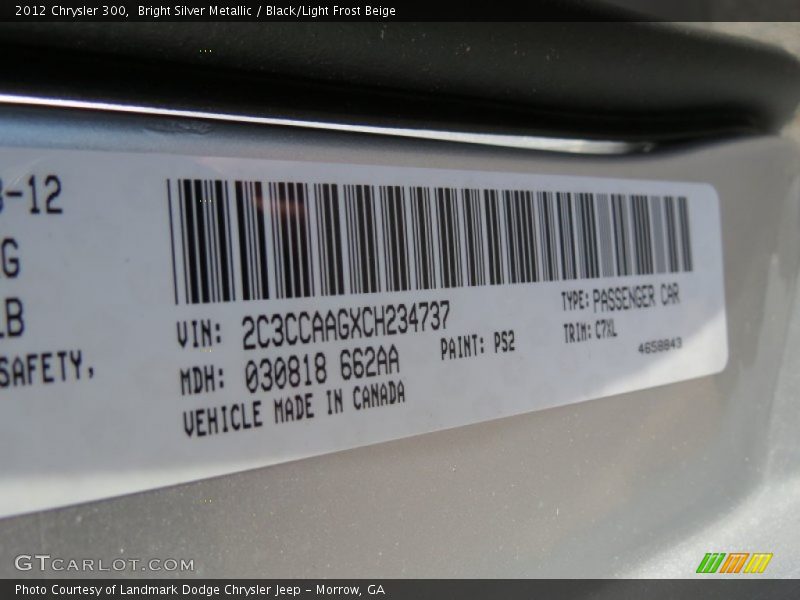 2012 Chrysler 300,  Bright Silver Metallic / Black/Light Frost Beige
-12
G
LB
SAFETY,
VIN: 2C3CCAAGXCH234737
TYPE: PASSENGER CAR
MDH: 030818 662AA
PAINT: PS2
TRIM: C7XL
VEHICLE MADE IN CANADA
4658843
GTCARLOT.COM
Photo Courtesy of Landmark Dodge Chrysler Jeep – Morrow, GA